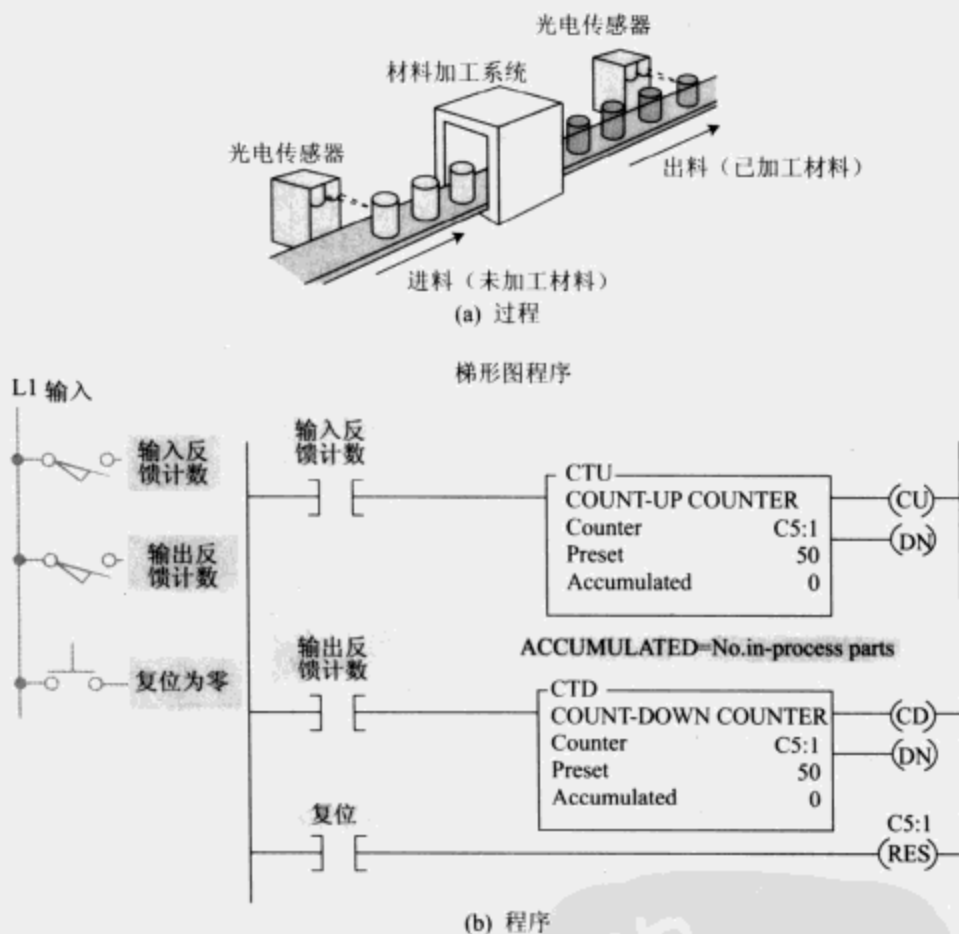 光电传感器
材料加工系统
光电传感器
出料（已加工材料）
进料（未加工材料）
(a) 过程
梯形图程序
L1 输入
输入反
馈计数
输出反
馈计数
复位为零
输入反
馈计数
CTU
COUNT-UP COUNTER
Counter C5:1
Preset 50
Accumulated 0
CU
DN
ACCUMULATED=No.in-process parts
输出反
馈计数
CTD
COUNT-DOWN COUNTER
Counter C5:1
Preset 50
Accumulated 0
CD
DN
复位
C5:1
RES
(b) 程序